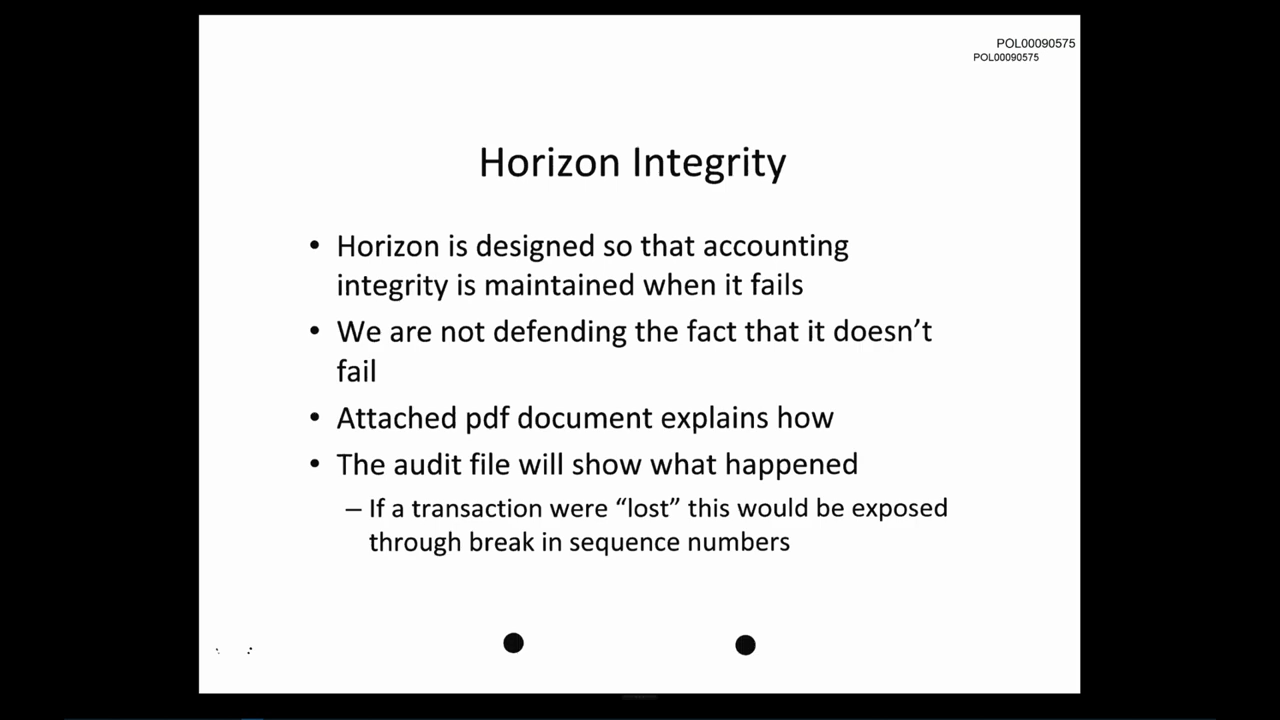 POL00090575
POL00090575
Horizon Integrity
• Horizon is designed so that accounting
integrity is maintained when it fails
• We are not defending the fact that it doesn’t
fail
• Attached pdf document explains how
• The audit file will show what happened
– If a transaction were “lost” this would be exposed
through break in sequence numbers